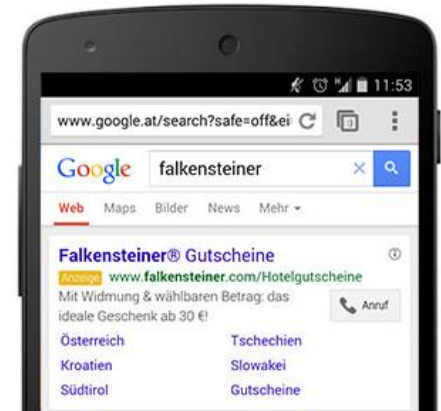 11:53
www.google.at/search?safe=off&ei
3
Google falkensteiner
Web Maps Bilder News Mehr
Falkensteiner® Gutscheine
Anzeige www.falkensteiner.com/Hotelgutscheine
Mit Widmung & wählbaren Betrag: das
ideale Geschenk ab 30 €!
Anruf
Österreich Tschechien
Kroatien Slowakei
Südtirol Gutscheine